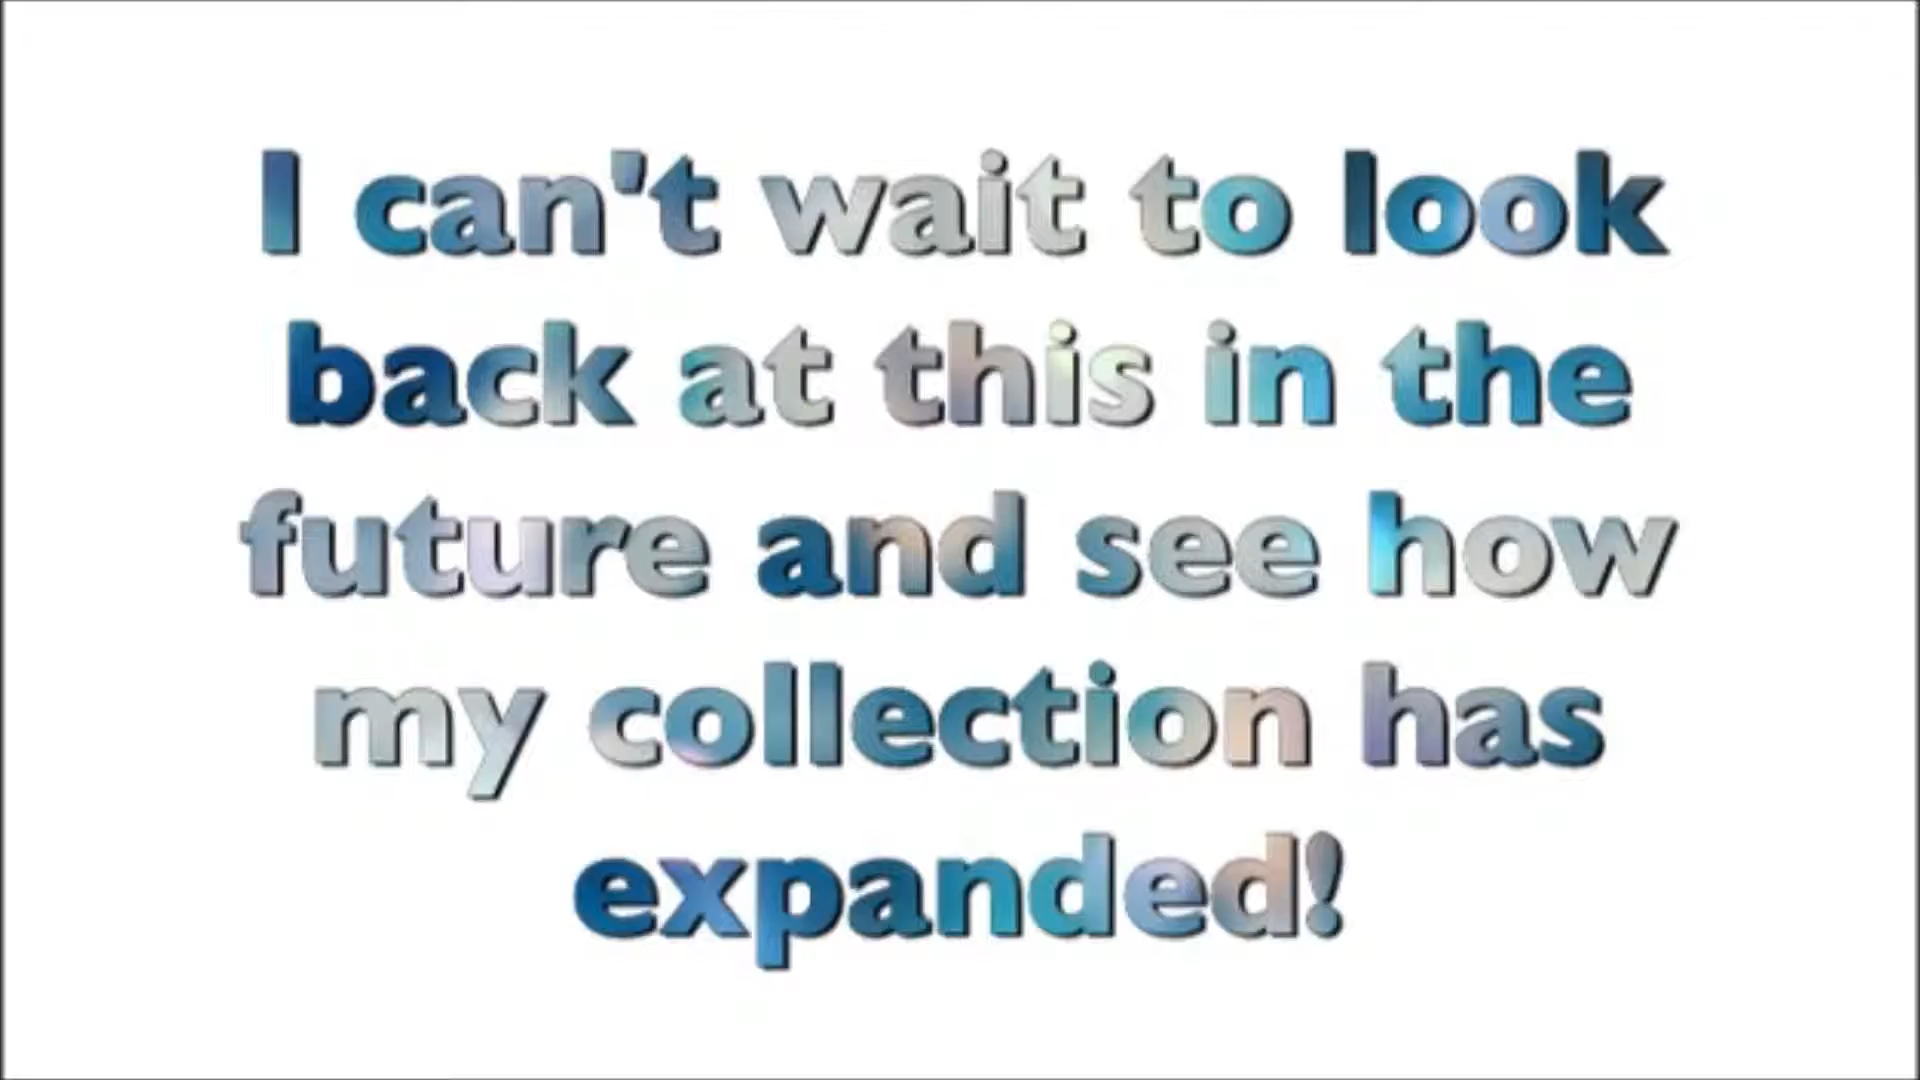 I can't wait to look
back at this in the
future and see how
my collection has
expanded!